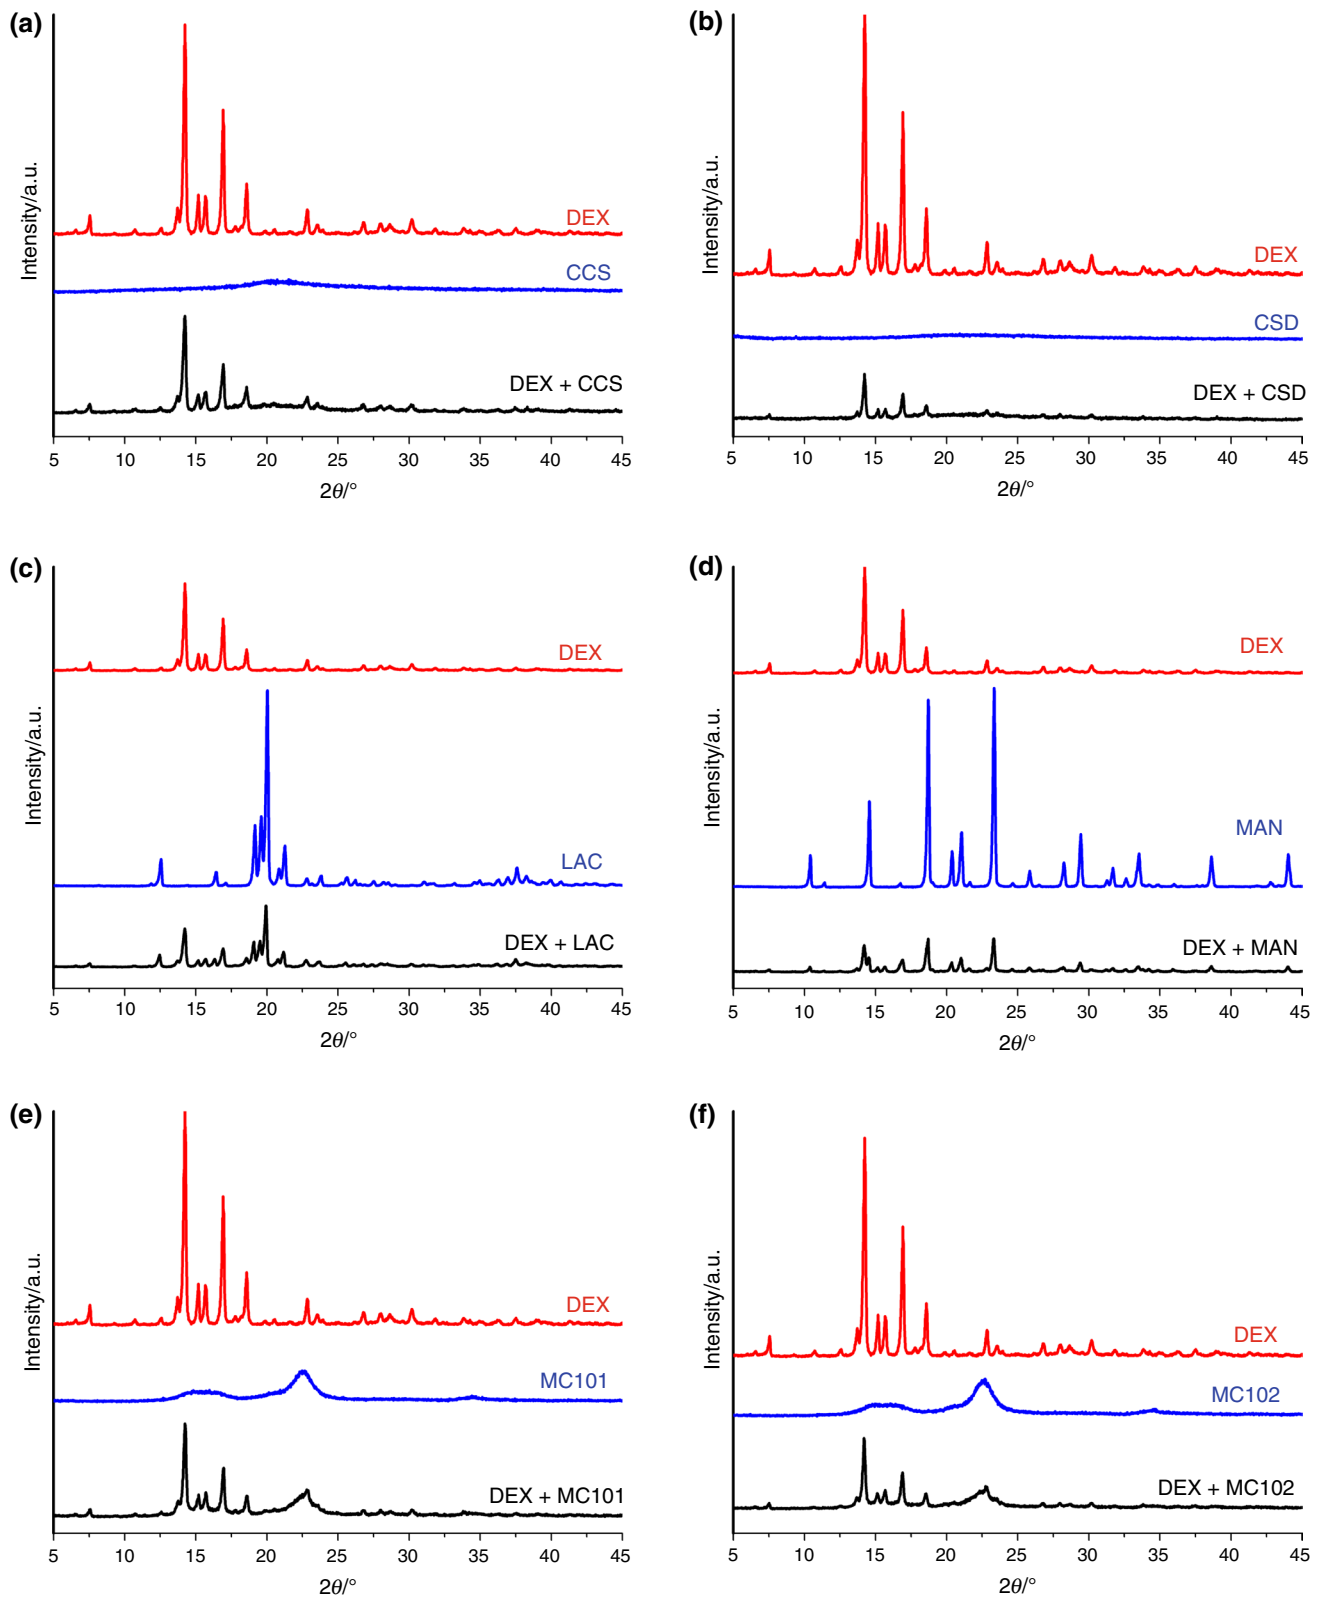 (a)
Intensity/a.u.
DEX
CCS
DEX + CCS
5 10 15 20 25 30 35 40 45
2θ/°
(b)
Intensity/a.u.
DEX
CSD
DEX + CSD
5 10 15 20 25 30 35 40 45
2θ/°
(c)
Intensity/a.u.
DEX
LAC
DEX + LAC
5 10 15 20 25 30 35 40 45
2θ/°
(d)
Intensity/a.u.
DEX
MAN
DEX + MAN
5 10 15 20 25 30 35 40 45
2θ/°
(e)
Intensity/a.u.
DEX
MC101
DEX + MC101
5 10 15 20 25 30 35 40 45
2θ/°
(f)
Intensity/a.u.
DEX
MC102
DEX + MC102
5 10 15 20 25 30 35 40 45
2θ/°